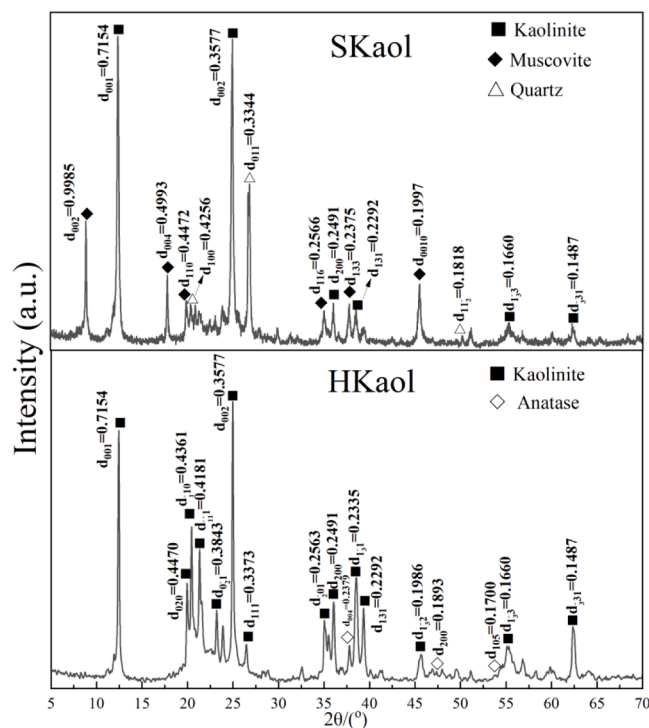 SKaol
Kaolinite
Muscovite
Quartz
d002=0.9985
d001=0.7154
d004=0.4993
d110=0.4472
d100=0.4256
d002=0.3577
d011=0.3344
d116=0.2566
d200=0.2491
d133=0.2375
d131=0.2292
d0010=0.1997
d112=0.1818
d133=0.1660
d331=0.1487
Intensity (a.u.)
HKaol
Kaolinite
Anatase
d001=0.7154
d020=0.4470
d110=0.4361
d111=0.4181
d021=0.3843
d002=0.3577
d111=0.3373
d201=0.2563
d200=0.2491
d004=0.2379
d131=0.2335
d131=0.2292
d132=0.1986
d200=0.1893
d105=0.1700
d133=0.1660
d331=0.1487
5 10 15 20 25 30 35 40 45 50 55 60 65 70
2θ/(°)